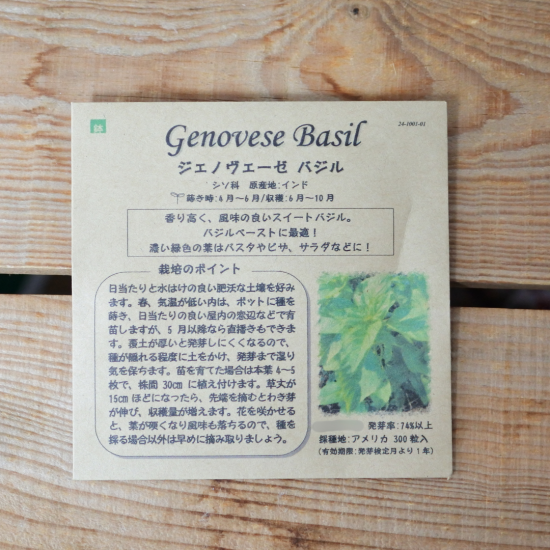 24-1001-01
Genovese Basil
ジェノヴェーゼ バジル
シソ科 原産地:インド
蒔き時:4月～6月/収穫:6月～10月
香り高く、風味の良いスイートバジル。
バジルペーストに最適！
濃い緑色の葉はパスタやピザ、サラダなどに！
栽培のポイント
日当たりと水はけの良い肥沃な土壌を好み
ます。春、気温が低い内は、ポットに種を
蒔き、日当たりの良い屋内の窓辺などで育
苗しますが、5月以降なら直播きもできま
す。覆土が厚いと発芽しにくくなるので、
種が隠れる程度に土をかけ、発芽まで湿り
気を保ちます。苗を育てた場合は本葉4～5
枚で、株間30cmに植え付けます。草丈が
15cmほどになったら、先端を摘むとわき芽
が伸び、収穫量が増えます。花を咲かせる
と、葉が硬くなり風味も落ちるので、種を
採る場合以外は早めに摘み取りましょう。
発芽率:74%以上
採種地:アメリカ 300粒入
(有効期限:発芽検定月より1年)